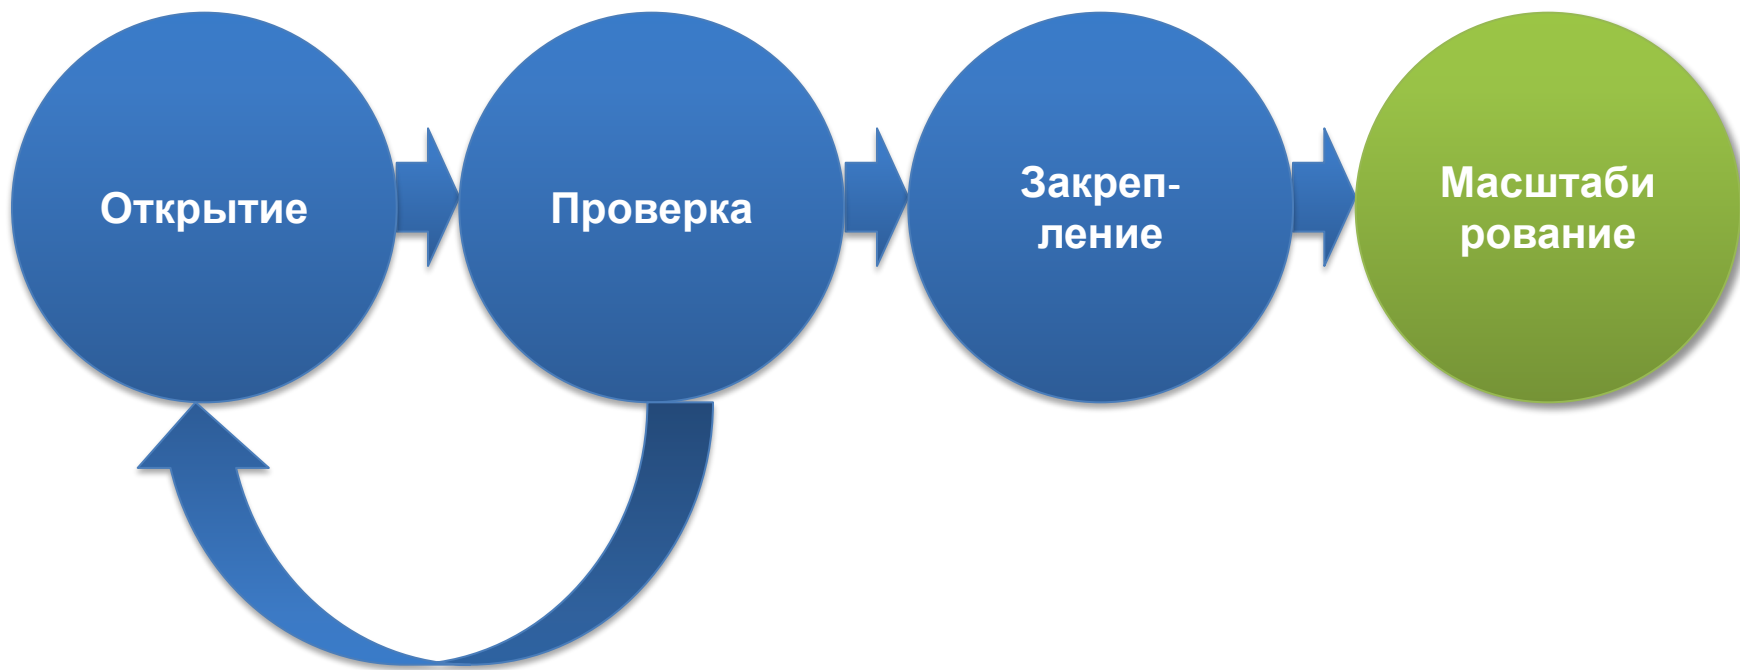 Открытие
Проверка
Закреп-
ление
Масштаби
рование